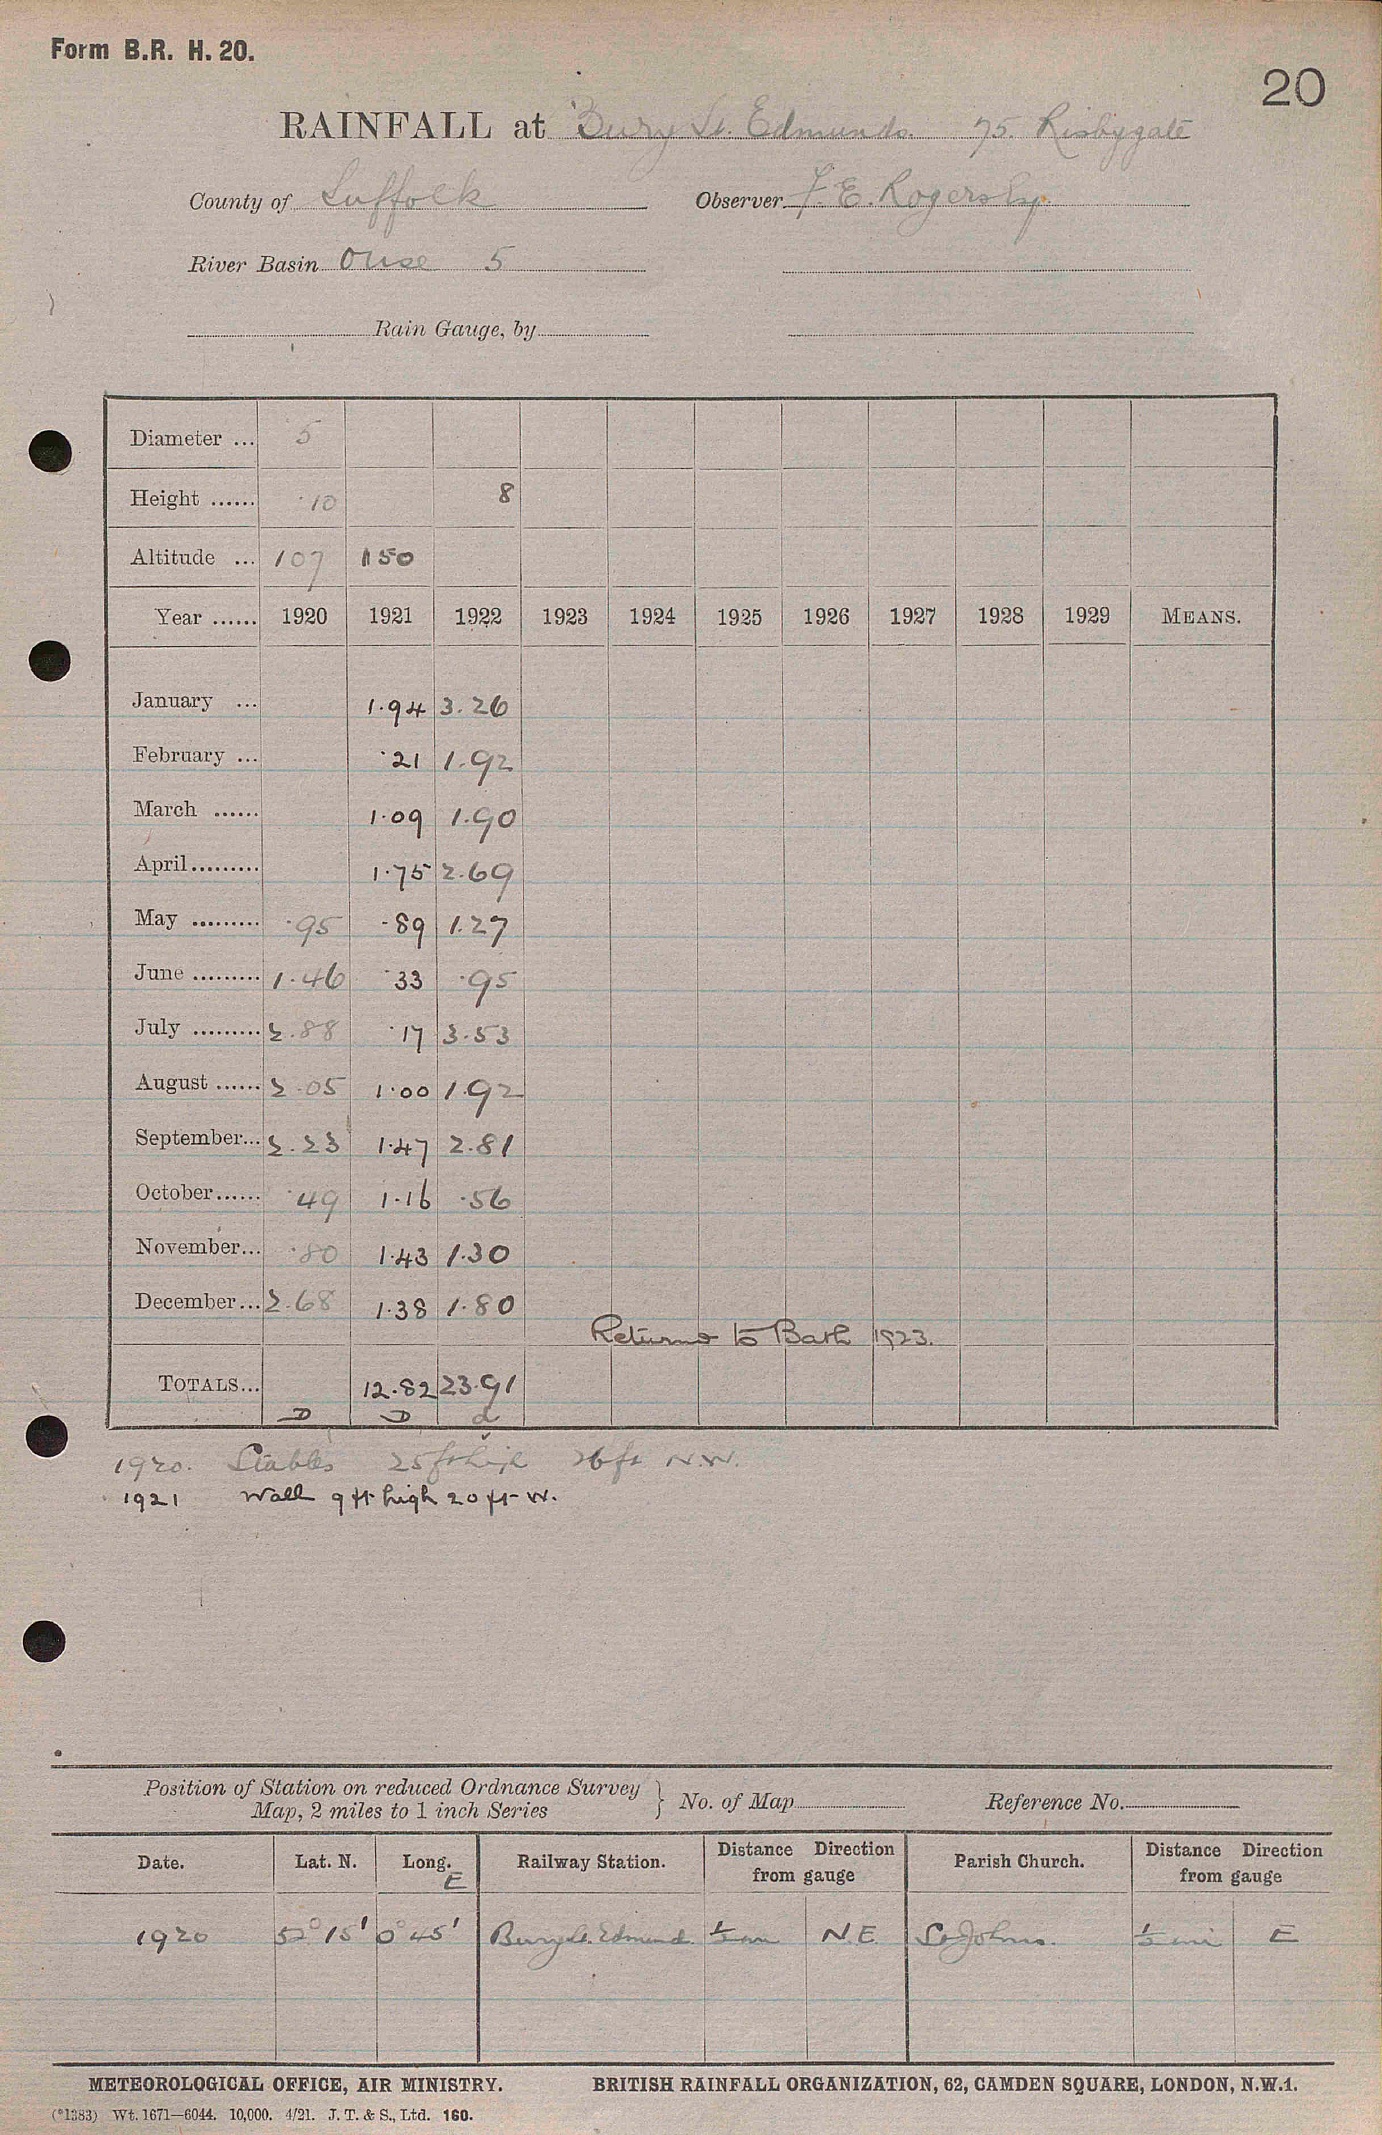 Form B.R. H. 20.
20
RAINFALL at Bury St. Edmunds. 75. Risbygate
County of Suffolk Observer F. E. Rogers Esq.
River Basin Ouse 5
Rain Gauge, by
Diameter ... 5
Height ...... ·10 8
Altitude ... 107 150
Year ...... 1920 1921 1922 1923 1924 1925 1926 1927 1928 1929 MEANS.
January ... 1·94 3.26
February ... ·21 1.92
March ...... 1·09 1.90
April ......... 1·75 2.69
May ......... ·95 ·89 1.27
June ......... 1.46 ·33 ·95
July ......... 2.88 ·17 3.53
August ...... 2.05 1·00 1.92
September... 2.23 1·47 2.81
October...... ·49 1·16 ·56
November... ·80 1·43 1.30
December... 2.68 1·38 1·80
Returns to Bath 1923.
TOTALS... 12.82 23.91
D D d
1920. Stables 25 ft high 26 ft N.W.
1921 Wall 9 ft high 20 ft W.
Position of Station on reduced Ordnance Survey Map, 2 miles to 1 inch Series } No. of Map Reference No.
Date. Lat. N. Long. E Railway Station. Distance Direction from gauge Parish Church. Distance Direction from gauge
1920 52° 15' 0° 45' Bury St. Edmund. ½ m N.E. St Johns. ½ mi E
METEOROLOGICAL OFFICE, AIR MINISTRY. BRITISH RAINFALL ORGANIZATION, 62, CAMDEN SQUARE, LONDON, N.W.1.
(*1383) Wt. 1671—6044. 10,000. 4/21. J. T. & S., Ltd. 160.